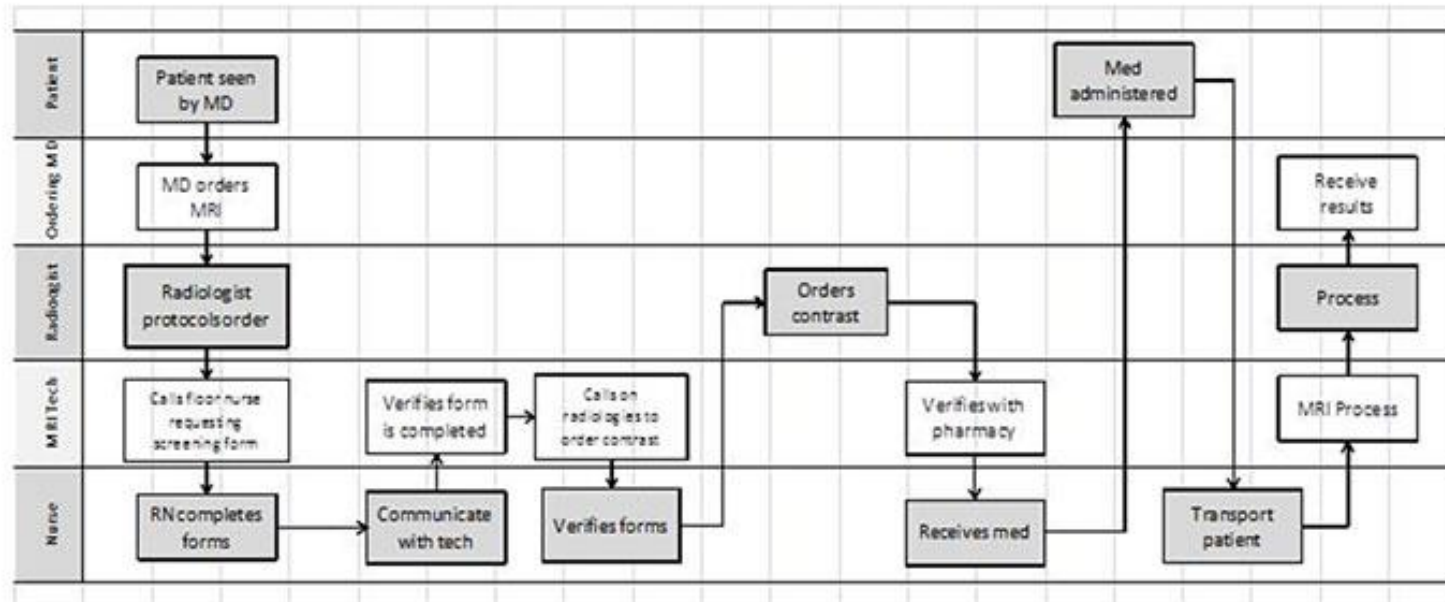 Patient
Patient seen
by MD
Med
administered
Ordering MD
MD orders
MRI
Receive
results
Radiologist
Radiologist
protocolsorder
Orders
contrast
Process
MRI Tech
Calls floor nurse
requesting
screening form
Verifies form
is completed
Calls on
radiologies to
order contrast
Verifies with
pharmacy
MRI Process
Nurse
RN completes
forms
Communicate
with tech
Verifies forms
Receives med
Transport
patient